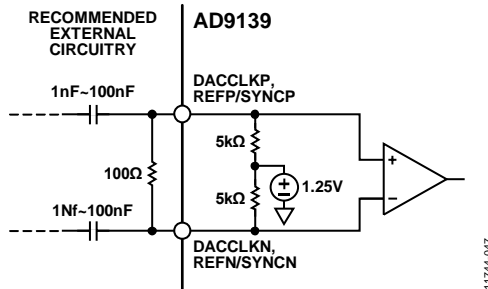 RECOMMENDED
EXTERNAL
CIRCUITRY
AD9139
1nF~100nF
DACCLKP,
REFP/SYNCP
5kΩ
100Ω
1.25V
5kΩ
1Nf~100nF
DACCLKN,
REFN/SYNCN
+
−
+
−
11744-047